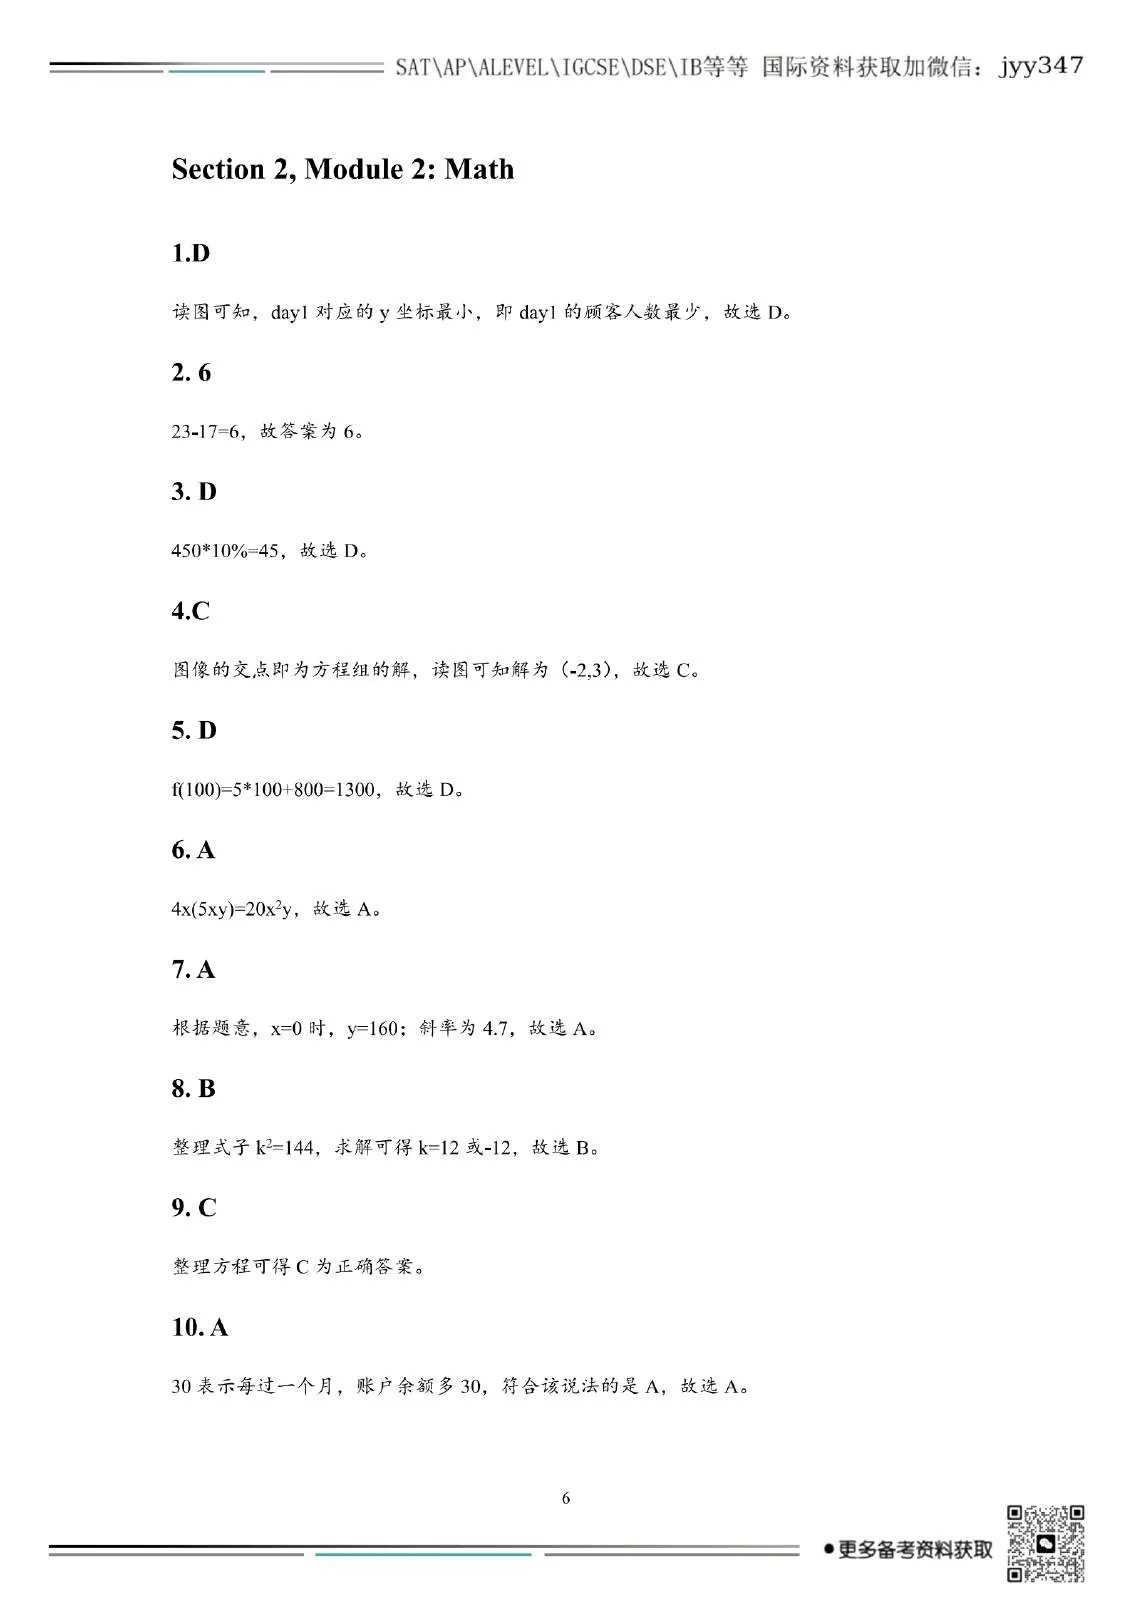 SAT\AP\ALEVEL\IGCSE\DSE\IB等等 国际资料获取加微信：jyy347
Section 2, Module 2: Math
1.D
读图可知，day1 对应的 y 坐标最小，即 day1 的顾客人数最少，故选 D。
2. 6
23-17=6，故答案为 6。
3. D
450*10%=45，故选 D。
4.C
图像的交点即为方程组的解，读图可知解为（-2,3），故选 C。
5. D
f(100)=5*100+800=1300，故选 D。
6. A
4x(5xy)=20x²y，故选 A。
7. A
根据题意，x=0 时，y=160；斜率为 4.7，故选 A。
8. B
整理式子 k²=144，求解可得 k=12 或-12，故选 B。
9. C
整理方程可得 C 为正确答案。
10. A
30 表示每过一个月，账户余额多 30，符合该说法的是 A，故选 A。
6
●更多备考资料获取